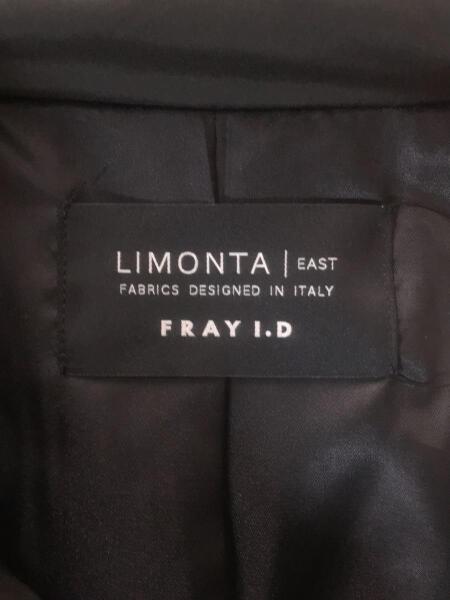 LIMONTA | EAST
FABRICS DESIGNED IN ITALY
FRAY I.D